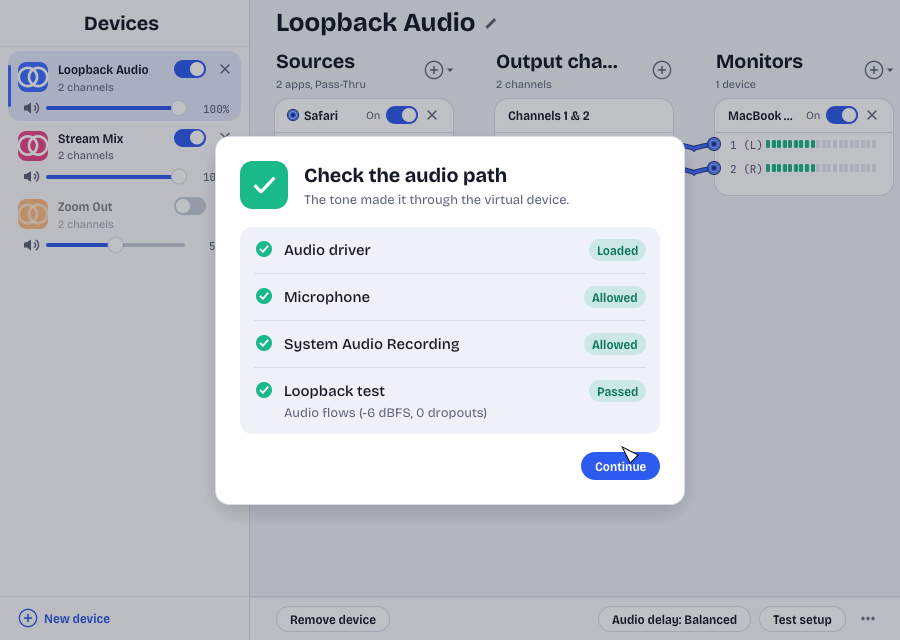 Devices
Loopback Audio
2 channels
100%
Stream Mix
2 channels
10
Zoom Out
2 channels
5
New device
Loopback Audio
Sources
2 apps, Pass-Thru
Output cha...
2 channels
Monitors
1 device
Safari
On
Channels 1 & 2
MacBook ...
On
1 (L)
2 (R)
Check the audio path
The tone made it through the virtual device.
Audio driver
Loaded
Microphone
Allowed
System Audio Recording
Allowed
Loopback test
Passed
Audio flows (-6 dBFS, 0 dropouts)
Continue
Remove device
Audio delay: Balanced
Test setup